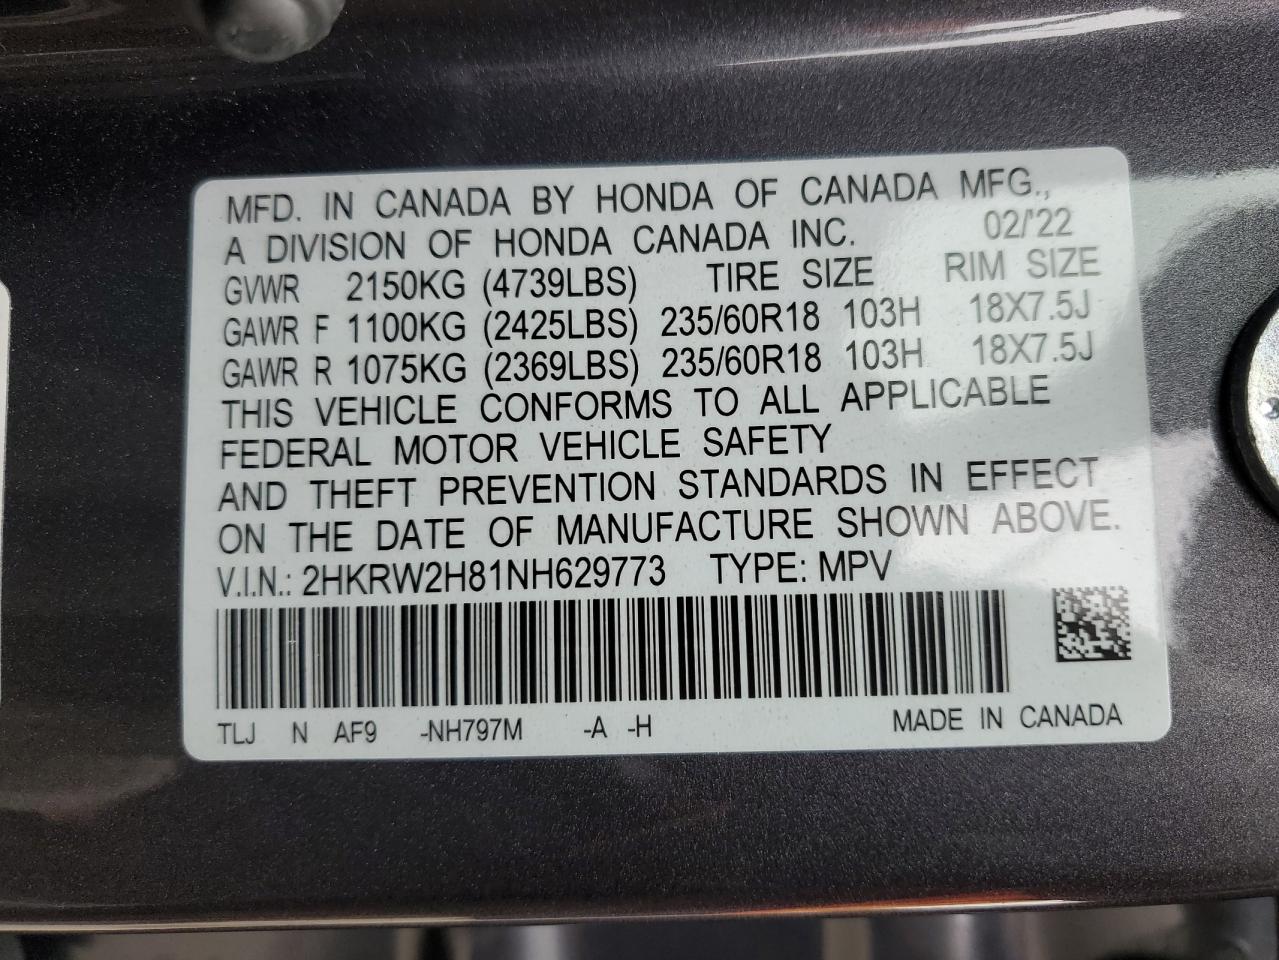 MFD. IN CANADA BY HONDA OF CANADA MFG.,
A DIVISION OF HONDA CANADA INC. 02/'22
GVWR 2150KG (4739LBS) TIRE SIZE RIM SIZE
GAWR F 1100KG (2425LBS) 235/60R18 103H 18X7.5J
GAWR R 1075KG (2369LBS) 235/60R18 103H 18X7.5J
THIS VEHICLE CONFORMS TO ALL APPLICABLE
FEDERAL MOTOR VEHICLE SAFETY
AND THEFT PREVENTION STANDARDS IN EFFECT
ON THE DATE OF MANUFACTURE SHOWN ABOVE.
V.I.N.: 2HKRW2H81NH629773 TYPE: MPV
TLJ N AF9 -NH797M -A -H MADE IN CANADA